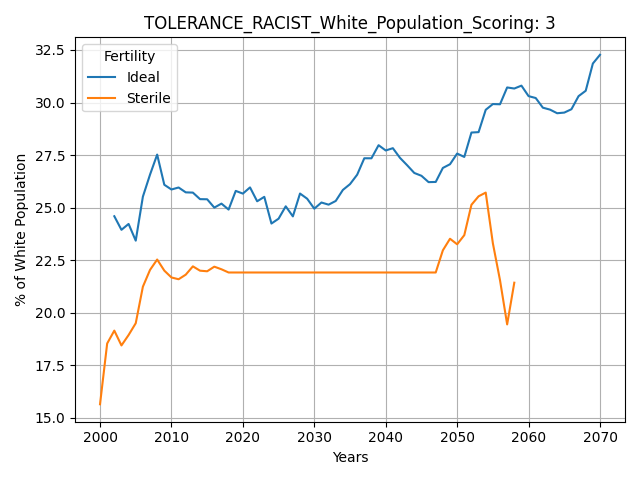 TOLERANCE_RACIST_White_Population_Scoring: 3
32.5
30.0
27.5
25.0
22.5
20.0
17.5
15.0
% of White Population
Fertility
Ideal
Sterile
2000 2010 2020 2030 2040 2050 2060 2070
Years